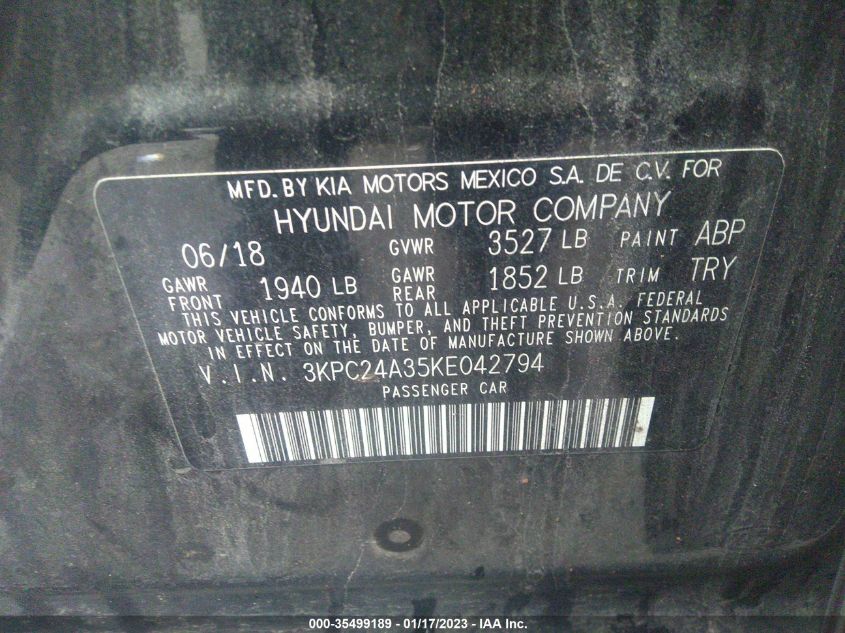 MFD. BY KIA MOTORS MEXICO S.A. DE C.V. FOR
HYUNDAI MOTOR COMPANY
06/18 GVWR 3527 LB PAINT ABP
GAWR FRONT 1940 LB GAWR REAR 1852 LB TRIM TRY
THIS VEHICLE CONFORMS TO ALL APPLICABLE U.S.A. FEDERAL
MOTOR VEHICLE SAFETY, BUMPER, AND THEFT PREVENTION STANDARDS
IN EFFECT ON THE DATE OF MANUFACTURE SHOWN ABOVE.
V.I.N. 3KPC24A35KE042794
PASSENGER CAR
000-35499189 - 01/17/2023 - IAA Inc.